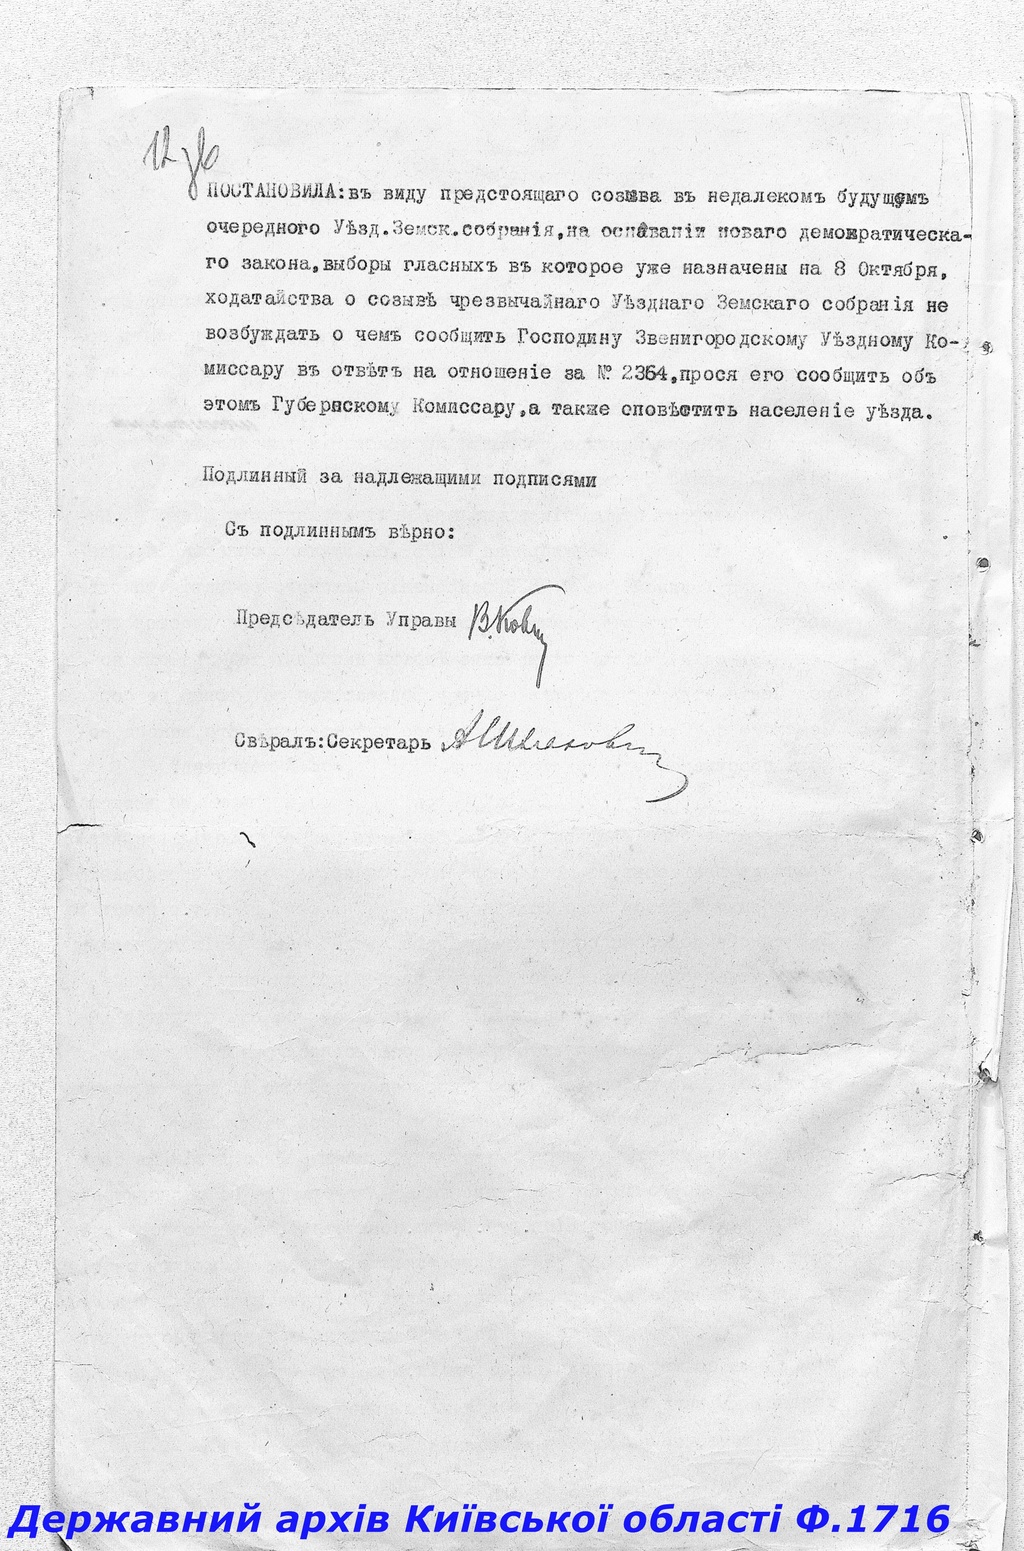 12 зв
ПОСТАНОВИЛА:въ виду предстоящаго созыва въ недалекомъ будущемъ
очередного Уѣзд.Земск.собранія,на основаніи новаго демократическа-
го закона,выборы гласныхъ въ которое уже назначены на 8 Октября,
ходатайства о созывѣ чрезвычайнаго Уѣзднаго Земскаго собранія не
возбуждать о чемъ сообщить Господину Звенигородскому Уѣздному Ко-
миссару въ отвѣтъ на отношеніе за № 2364,прося его сообщить объ
этомъ Губернскому Комиссару,а также оповѣстить населеніе уѣзда.
Подлинный за надлежащими подписями
Съ подлиннымъ вѣрно:
Предсѣдатель Управы
Свѣралъ:Секретарь
Державний архів Київської області Ф.1716